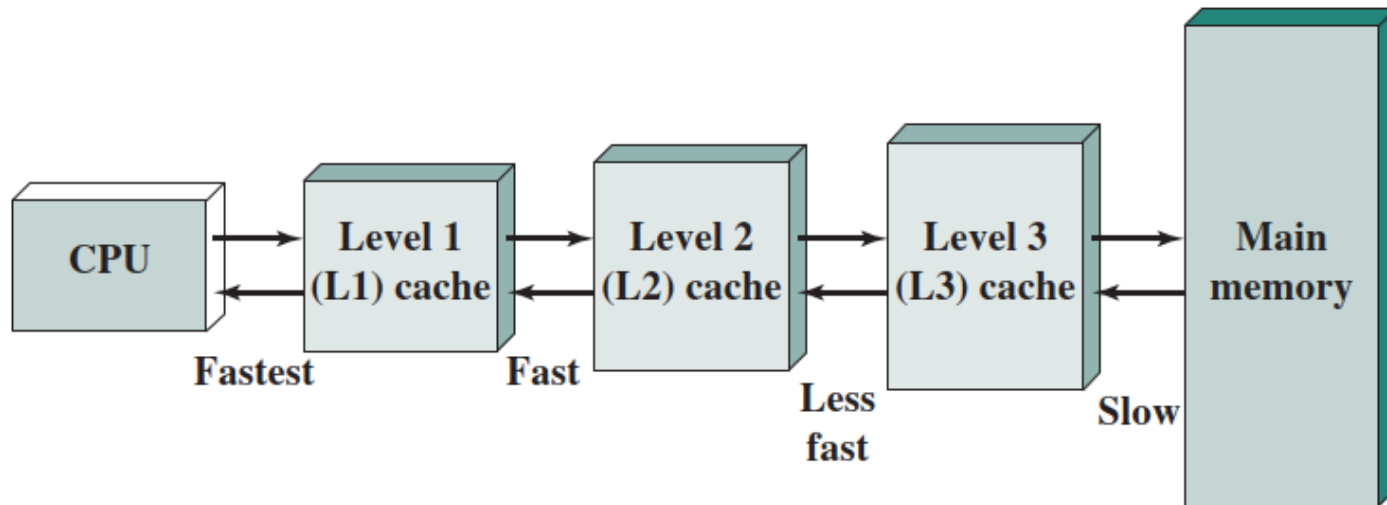 CPU
Level 1
(L1) cache
Level 2
(L2) cache
Level 3
(L3) cache
Main
memory
Fastest
Fast
Less
fast
Slow